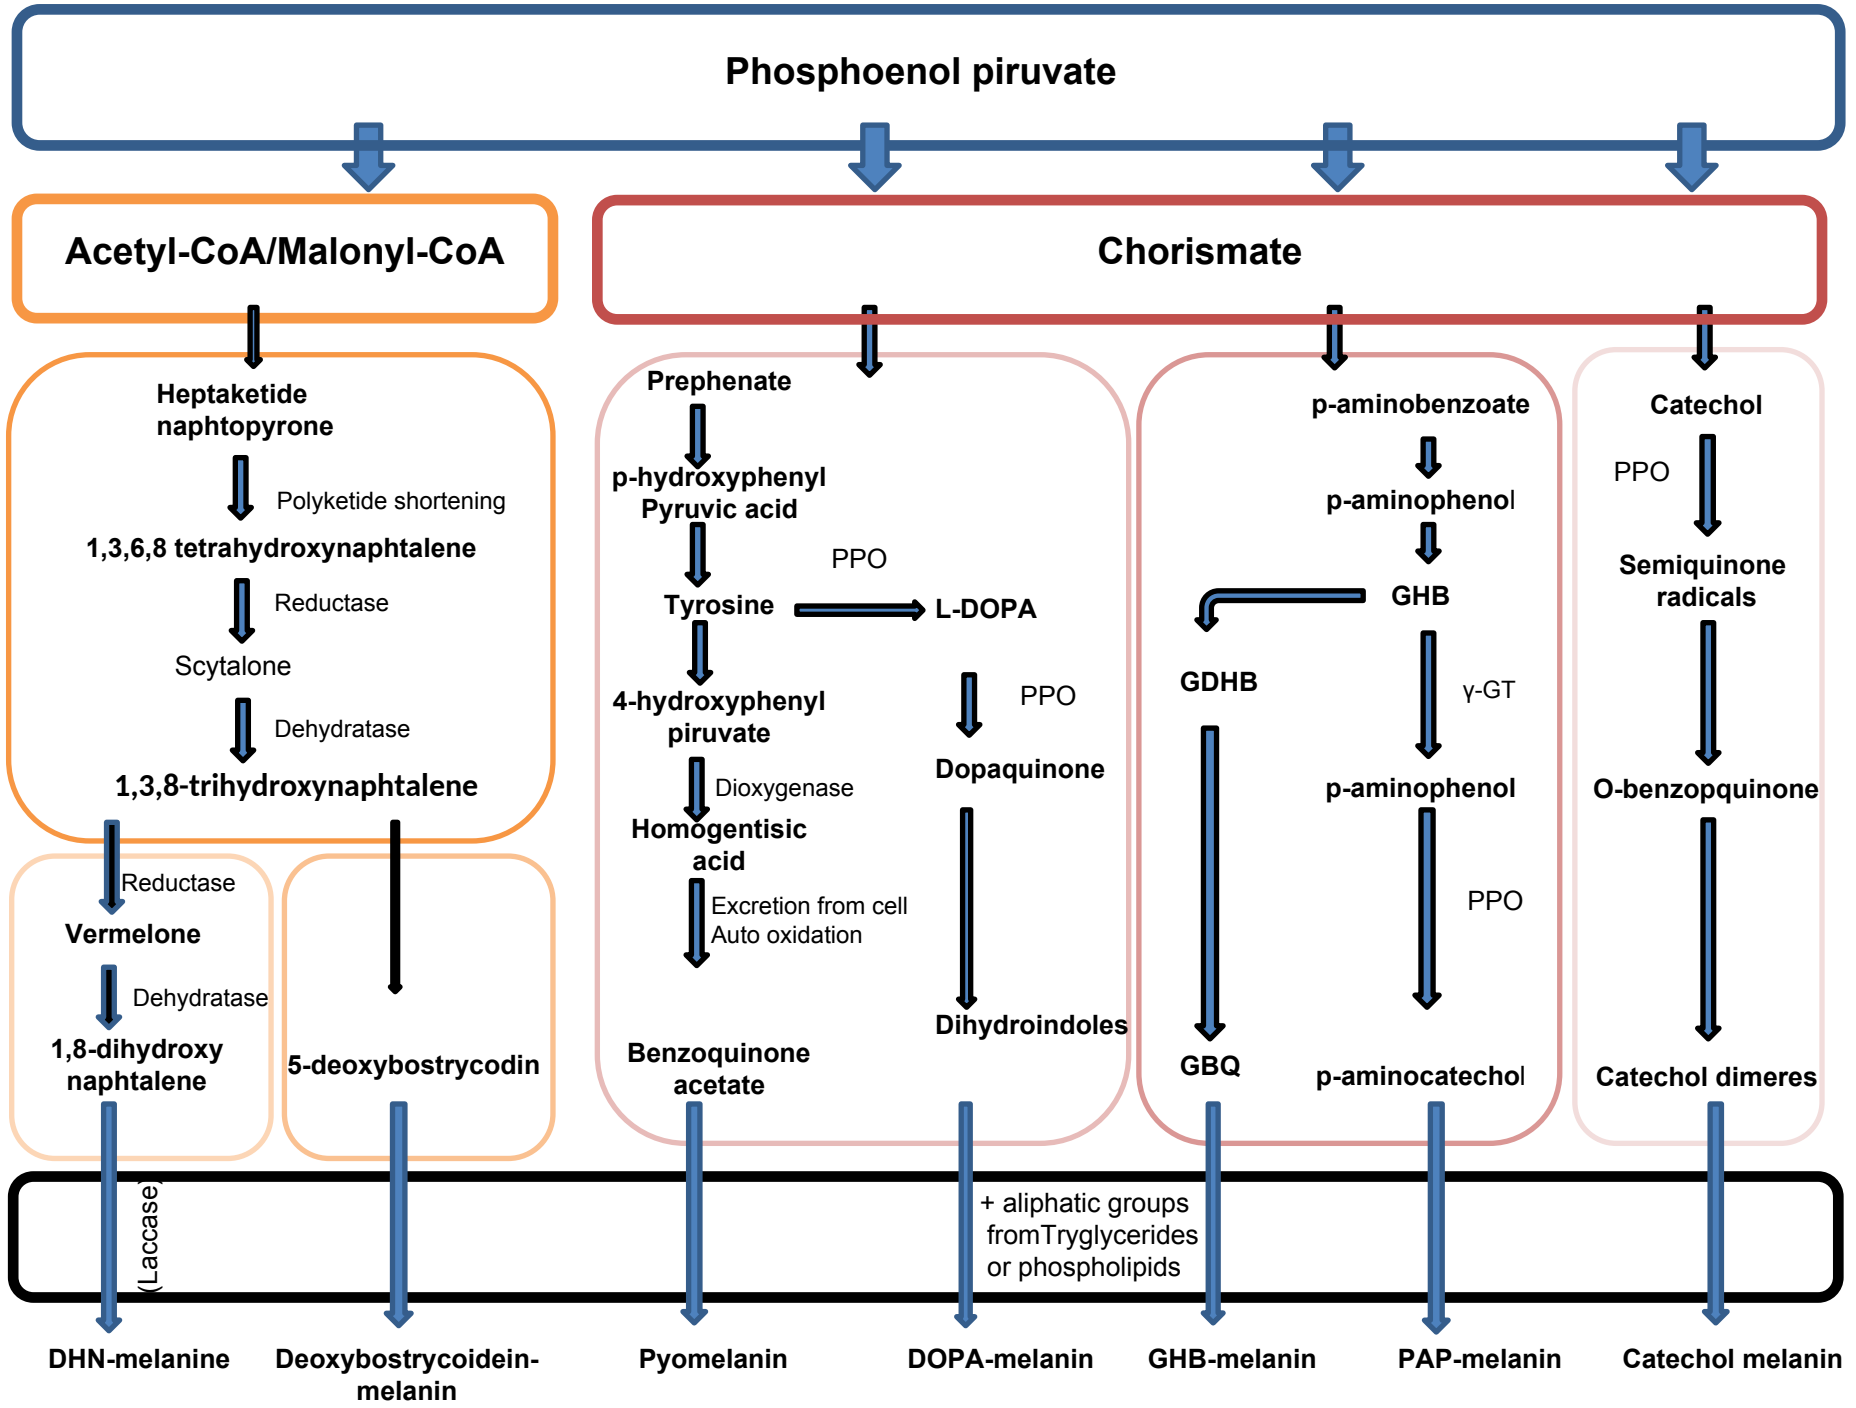 Phosphoenol piruvate
Acetyl-CoA/Malonyl-CoA
Chorismate
Heptaketide
naphtopyrone
Polyketide shortening
1,3,6,8 tetrahydroxynaphtalene
Reductase
Scytalone
Dehydratase
1,3,8-trihydroxynaphtalene
Reductase
Vermelone
Dehydratase
1,8-dihydroxy
naphtalene
5-deoxybostrycodin
Prephenate
p-hydroxyphenyl
Pyruvic acid
Tyrosine
PPO
L-DOPA
4-hydroxyphenyl
piruvate
Dioxygenase
Homogentisic
acid
Excretion from cell
Auto oxidation
Benzoquinone
acetate
PPO
Dopaquinone
Dihydroindoles
p-aminobenzoate
p-aminophenol
GHB
GDHB
γ-GT
p-aminophenol
PPO
GBQ
p-aminocatechol
Catechol
PPO
Semiquinone
radicals
O-benzopquinone
Catechol dimeres
(Laccase)
+ aliphatic groups
fromTryglycerides
or phospholipids
DHN-melanine
Deoxybostrycoidein-
melanin
Pyomelanin
DOPA-melanin
GHB-melanin
PAP-melanin
Catechol melanin